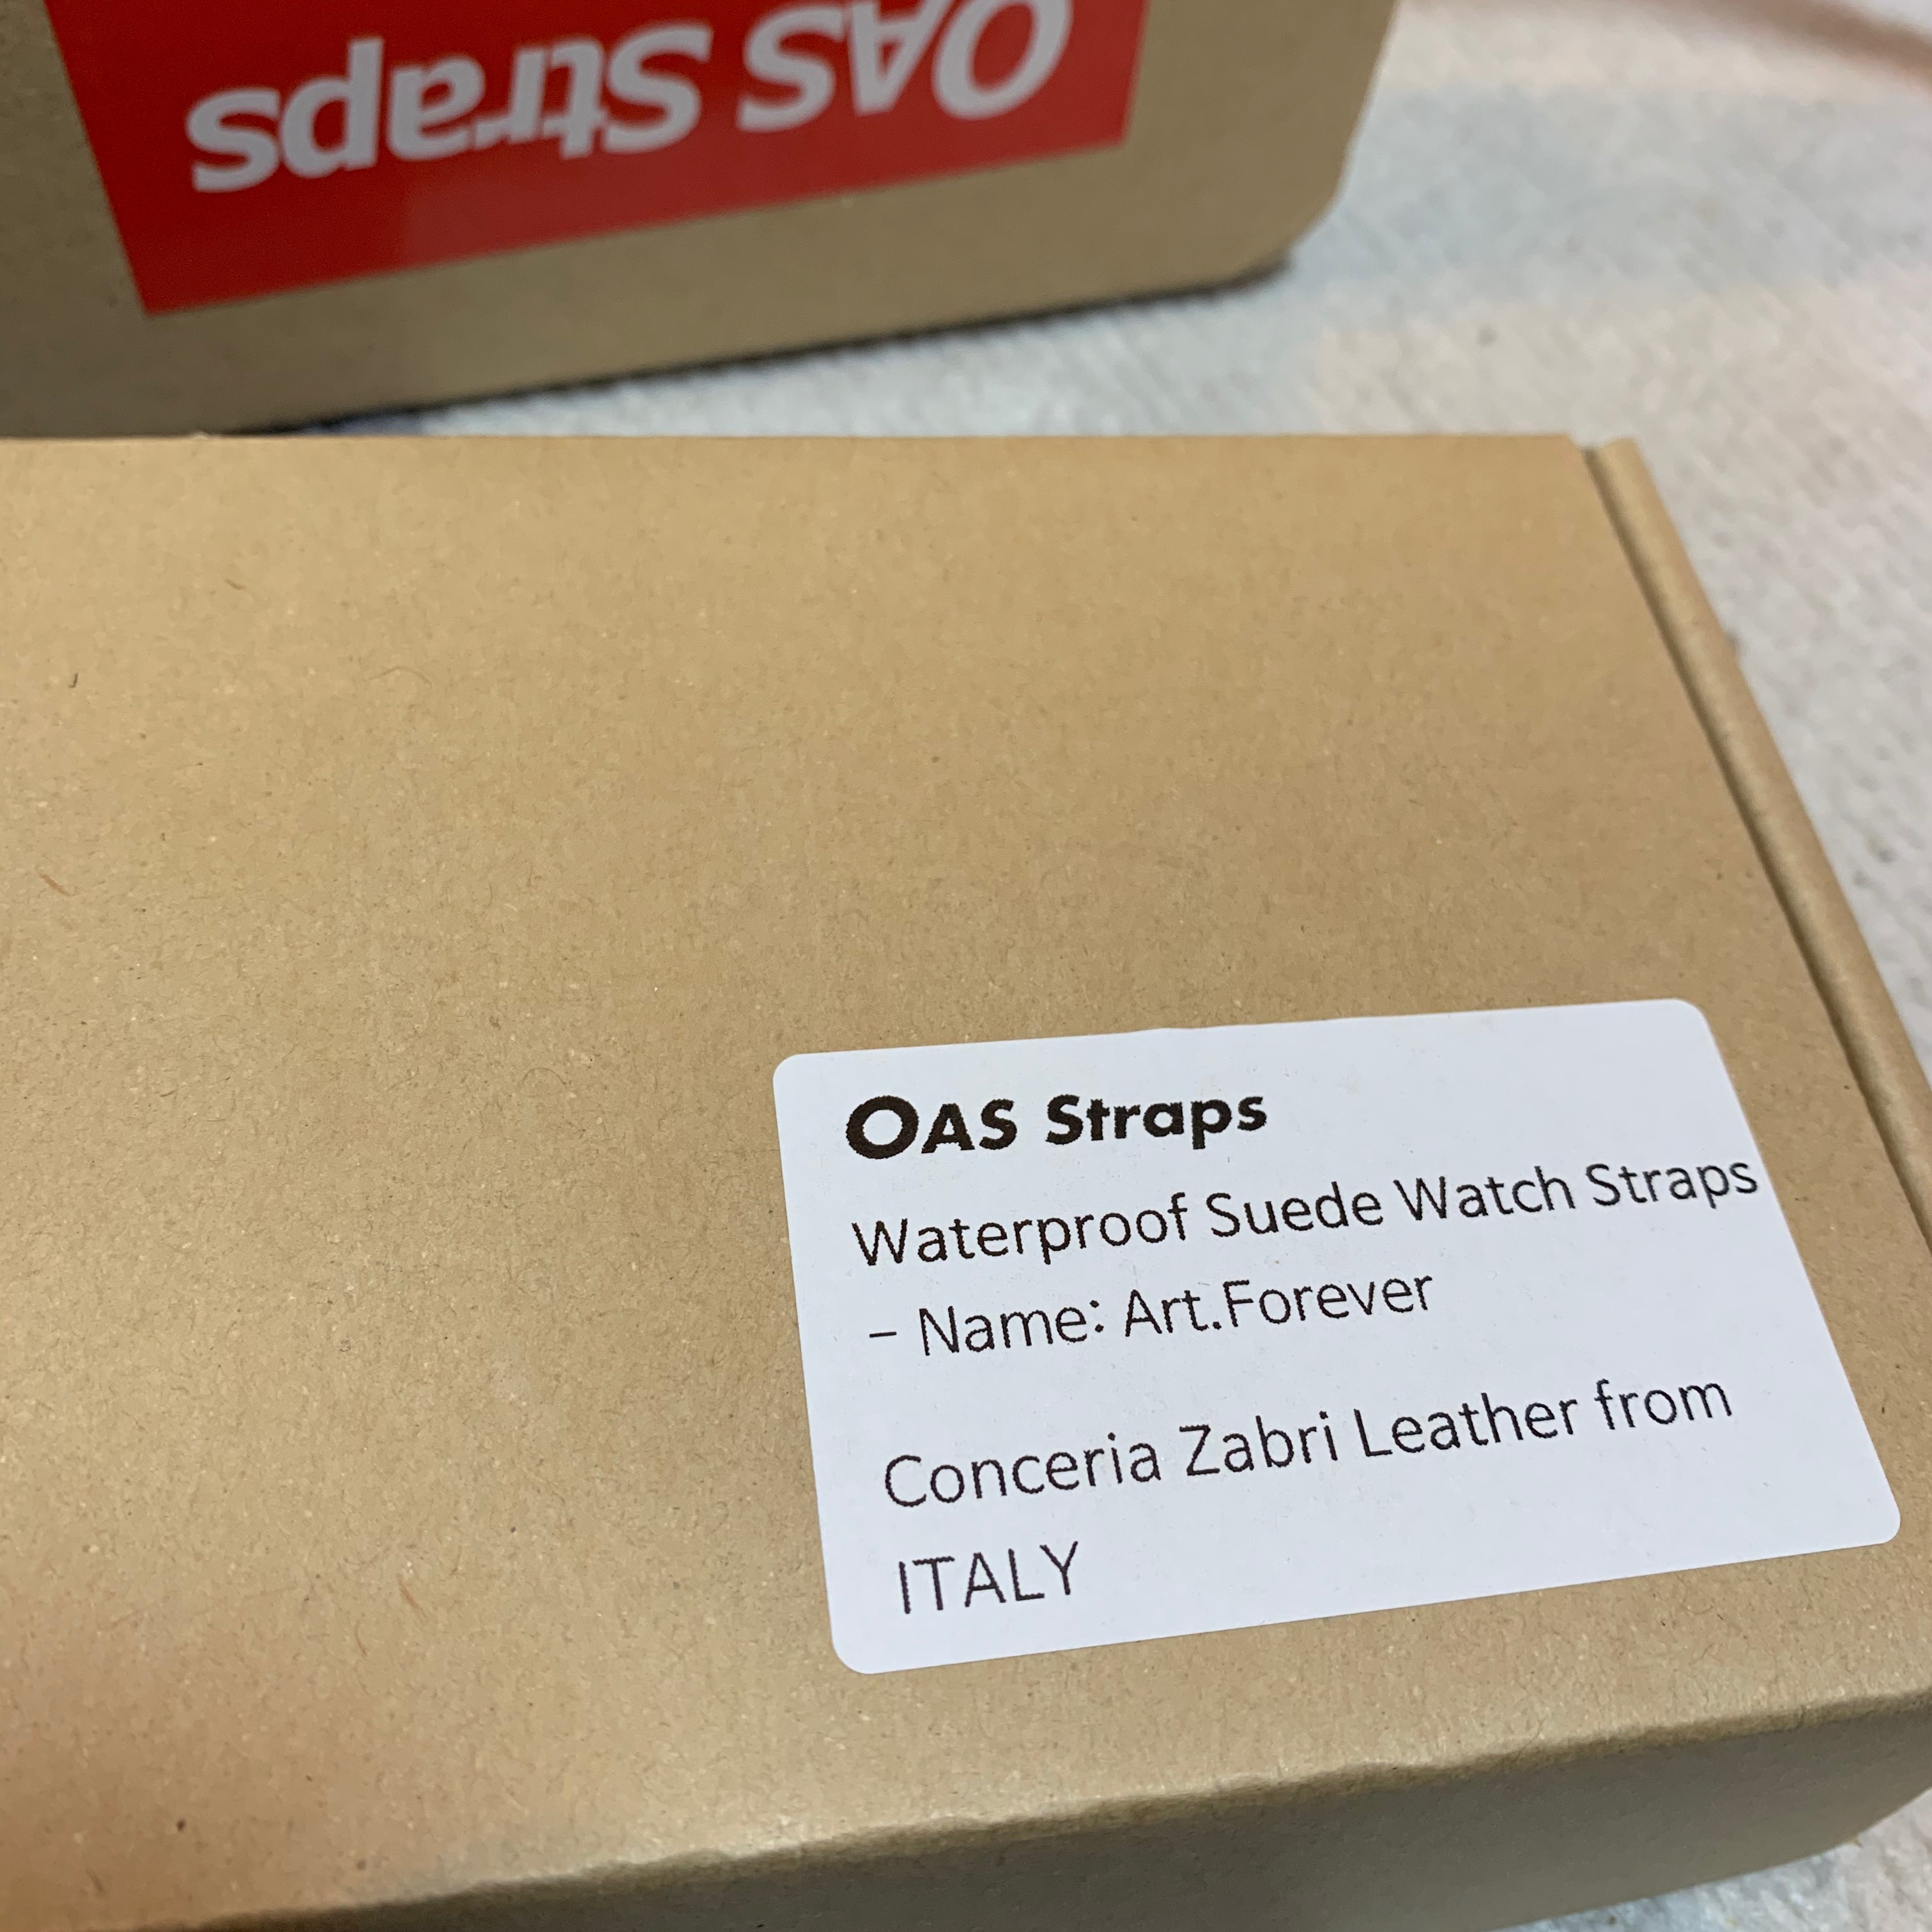 OAS Straps
OAS Straps
Waterproof Suede Watch Straps
- Name: Art.Forever
Conceria Zabri Leather from
ITALY